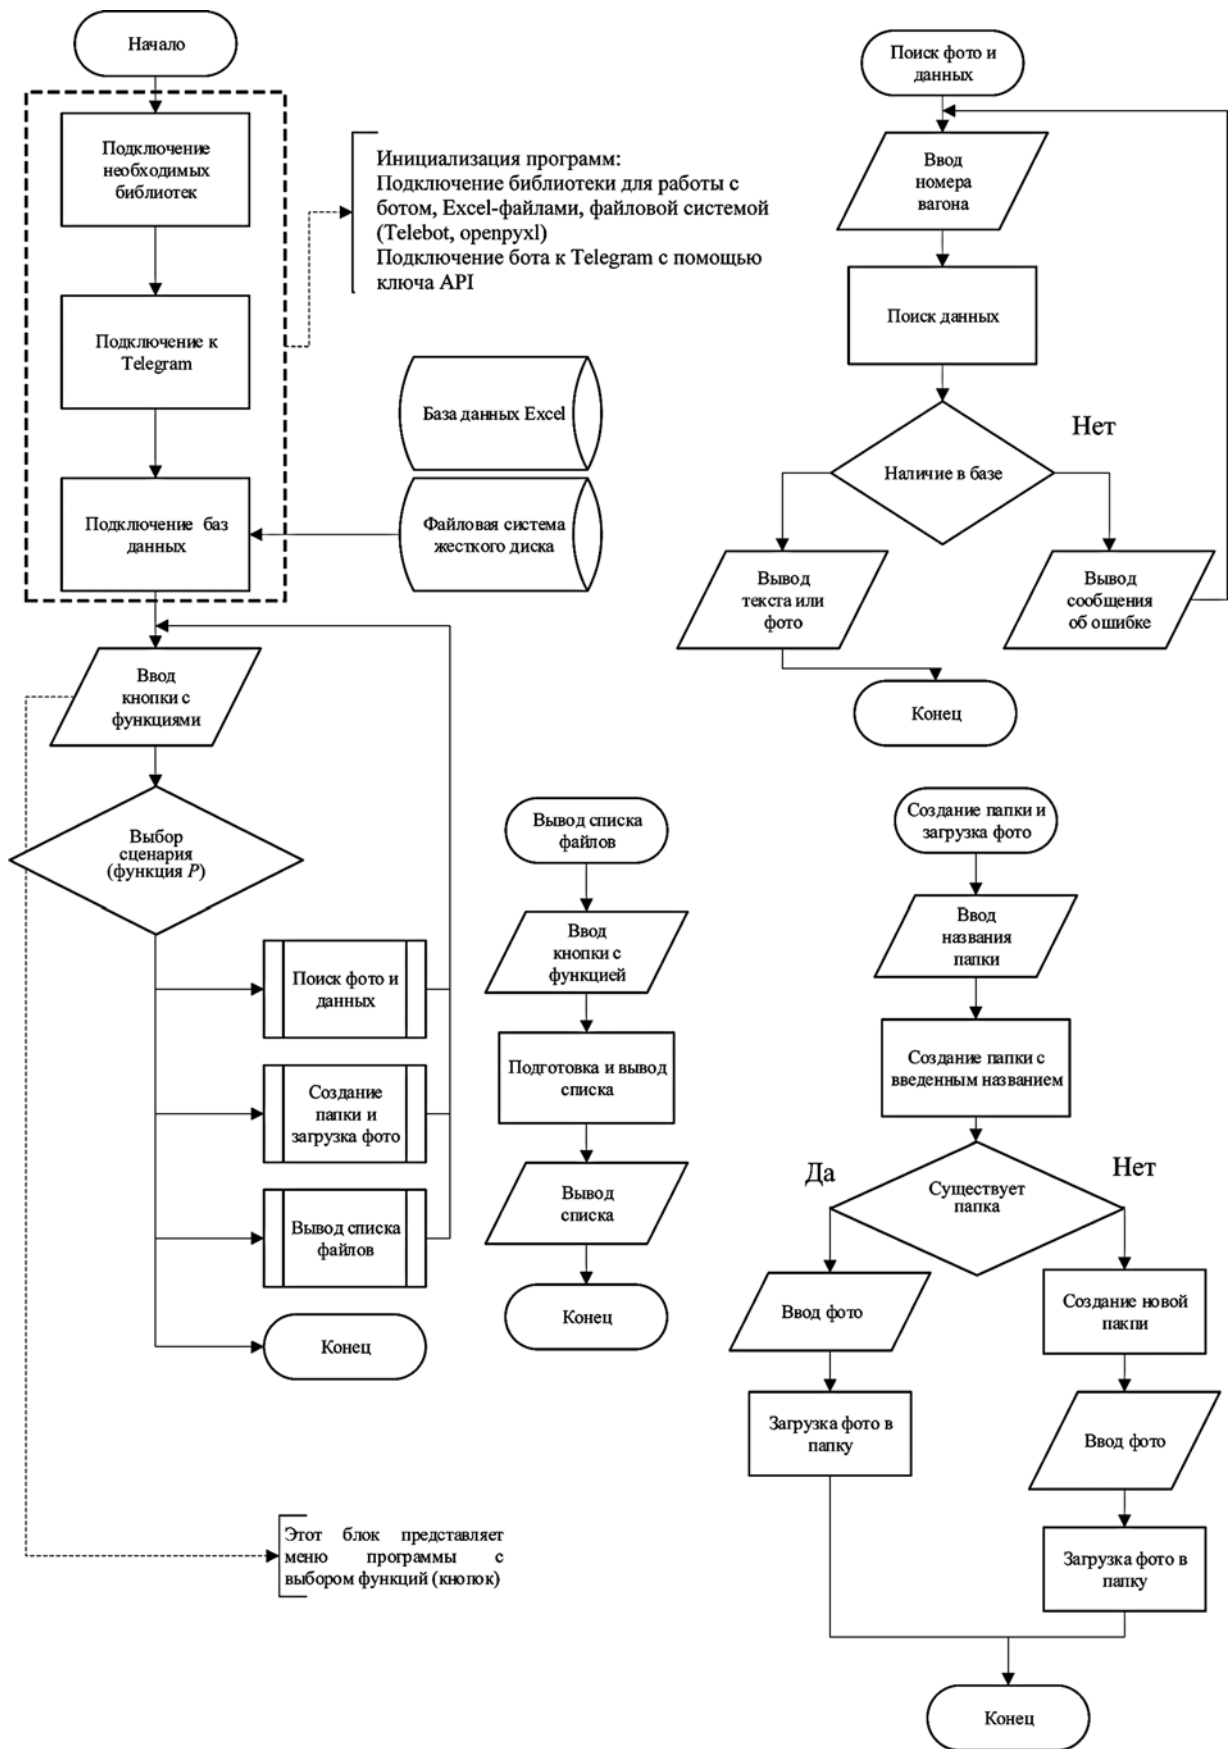 Начало
Подключение
необходимых
библиотек
Инициализация программ:
Подключение библиотеки для работы с
ботом, Excel-файлами, файловой системой
(Telebot, openpyxl)
Подключение бота к Telegram с помощью
ключа API
Подключение к
Telegram
База данных Excel
Подключение баз
данных
Файловая система
жесткого диска
Ввод
кнопки с
функциями
Выбор
сценария
(функция P)
Поиск фото и
данных
Создание
папки и
загрузка фото
Вывод списка
файлов
Конец
Этот блок представляет
меню программы с
выбором функций (кнопок)
Вывод списка
файлов
Ввод
кнопки с
функцией
Подготовка и вывод
списка
Вывод
списка
Конец
Поиск фото и
данных
Ввод
номера
вагона
Поиск данных
Наличие в базе
Нет
Вывод
текста или
фото
Вывод
сообщения
об ошибке
Конец
Создание папки и
загрузка фото
Ввод
названия
папки
Создание папки с
введенным названием
Существует
папка
Да
Нет
Ввод фото
Загрузка фото в
папку
Создание новой
пакпи
Ввод фото
Загрузка фото в
папку
Конец